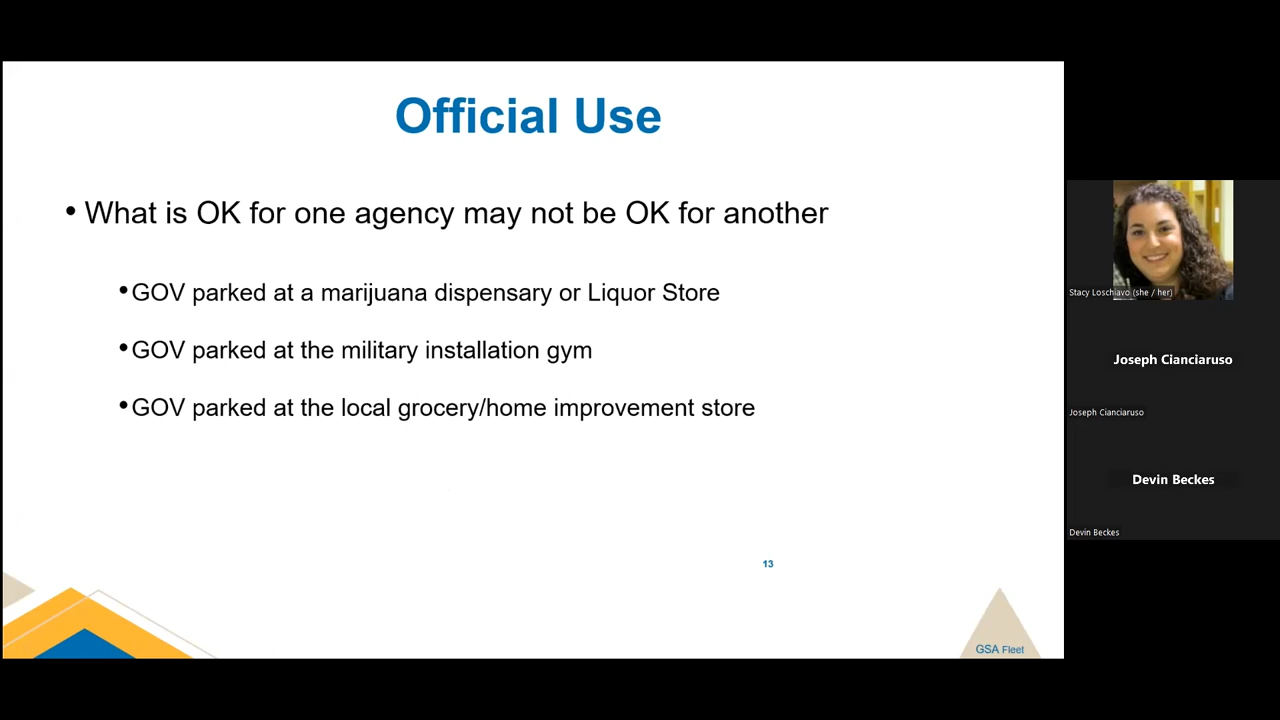 Official Use
• What is OK for one agency may not be OK for another
•GOV parked at a marijuana dispensary or Liquor Store
•GOV parked at the military installation gym
•GOV parked at the local grocery/home improvement store
13
GSA Fleet
Stacy Loschiavo (she / her)
Joseph Cianciaruso
Joseph Cianciaruso
Devin Beckes
Devin Beckes